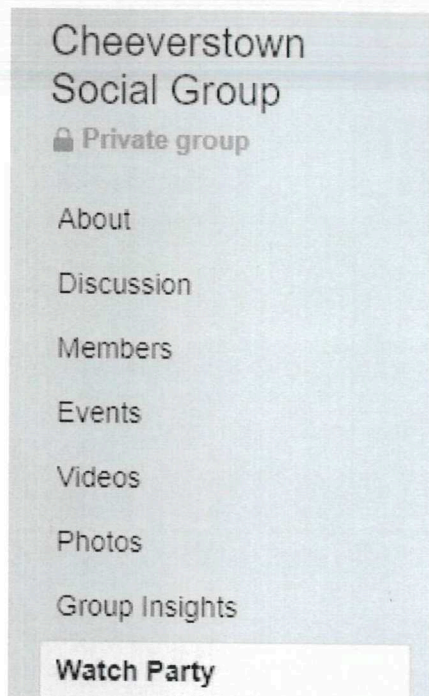 Cheeverstown
Social Group
Private group
About
Discussion
Members
Events
Videos
Photos
Group Insights
Watch Party